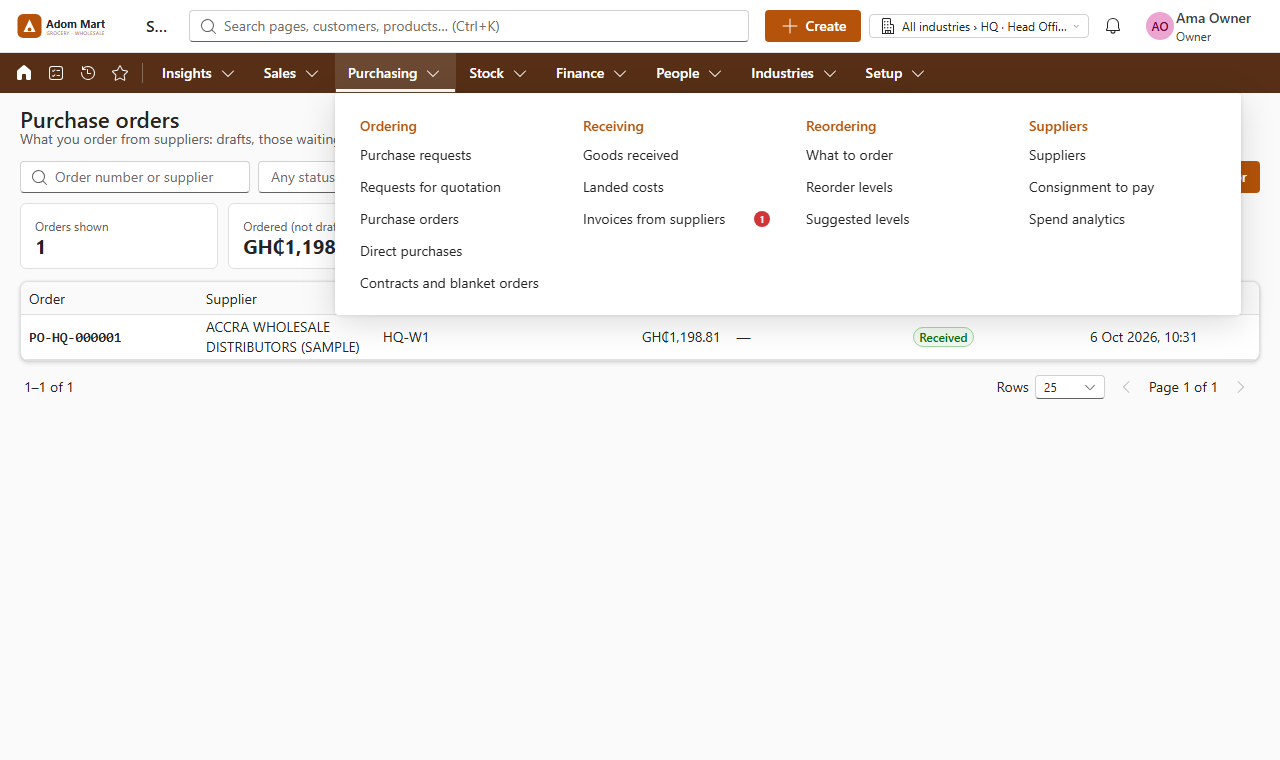 Adom Mart
GROCERY · WHOLESALE
S...
Search pages, customers, products... (Ctrl+K)
Create
All industries › HQ · Head Offi...
AO
Ama Owner
Owner
Insights
Sales
Purchasing
Stock
Finance
People
Industries
Setup
Purchase orders
What you order from suppliers: drafts, those waiting
Order number or supplier
Any status
Orders shown
1
Ordered (not draf
GH₵1,198
Ordering
Purchase requests
Requests for quotation
Purchase orders
Direct purchases
Contracts and blanket orders
Receiving
Goods received
Landed costs
Invoices from suppliers 1
Reordering
What to order
Reorder levels
Suggested levels
Suppliers
Suppliers
Consignment to pay
Spend analytics
Order Supplier
PO-HQ-000001
ACCRA WHOLESALE
DISTRIBUTORS (SAMPLE)
HQ-W1
GH₵1,198.81
—
Received
6 Oct 2026, 10:31
1–1 of 1
Rows 25
Page 1 of 1